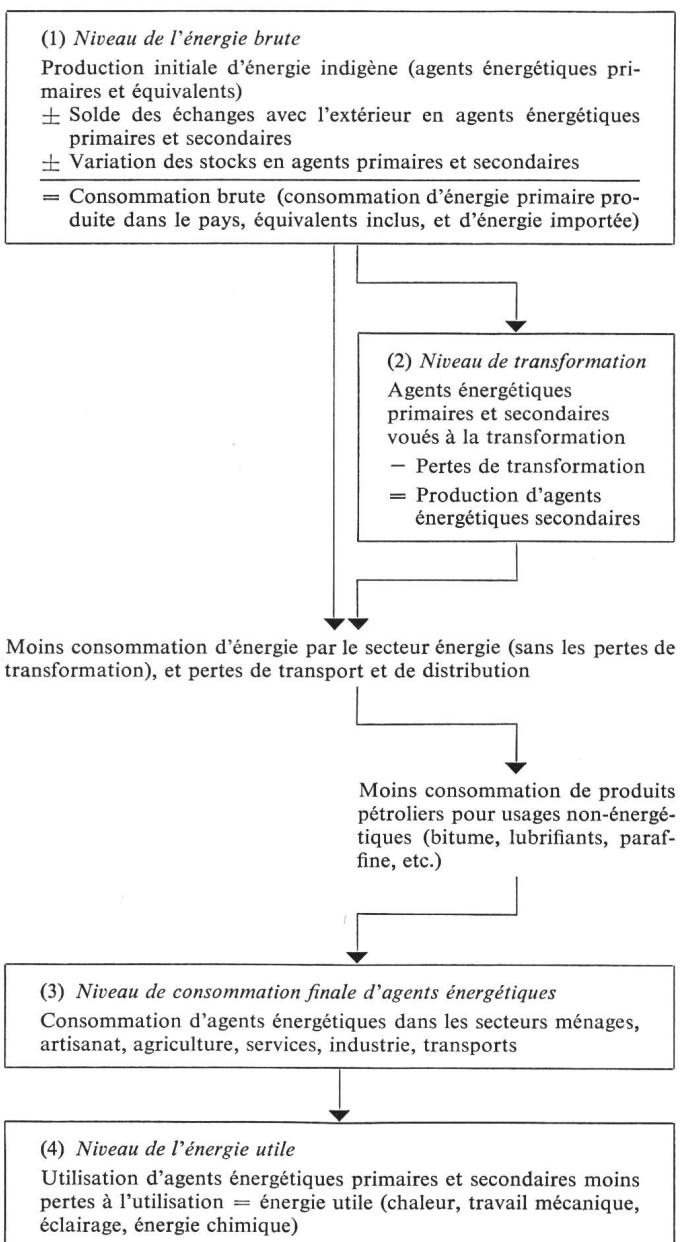 (1) Niveau de l'énergie brute
Production initiale d'énergie indigène (agents énergétiques pri-
maires et équivalents)
± Solde des échanges avec l'extérieur en agents énergétiques
primaires et secondaires
± Variation des stocks en agents primaires et secondaires
= Consommation brute (consommation d'énergie primaire pro-
duite dans le pays, équivalents inclus, et d'énergie importée)
(2) Niveau de transformation
Agents énergétiques
primaires et secondaires
voués à la transformation
− Pertes de transformation
= Production d'agents
énergétiques secondaires
Moins consommation d'énergie par le secteur énergie (sans les pertes de
transformation), et pertes de transport et de distribution
Moins consommation de produits
pétroliers pour usages non-énergé-
tiques (bitume, lubrifiants, paraf-
fine, etc.)
(3) Niveau de consommation finale d'agents énergétiques
Consommation d'agents énergétiques dans les secteurs ménages,
artisanat, agriculture, services, industrie, transports
(4) Niveau de l'énergie utile
Utilisation d'agents énergétiques primaires et secondaires moins
pertes à l'utilisation = énergie utile (chaleur, travail mécanique,
éclairage, énergie chimique)